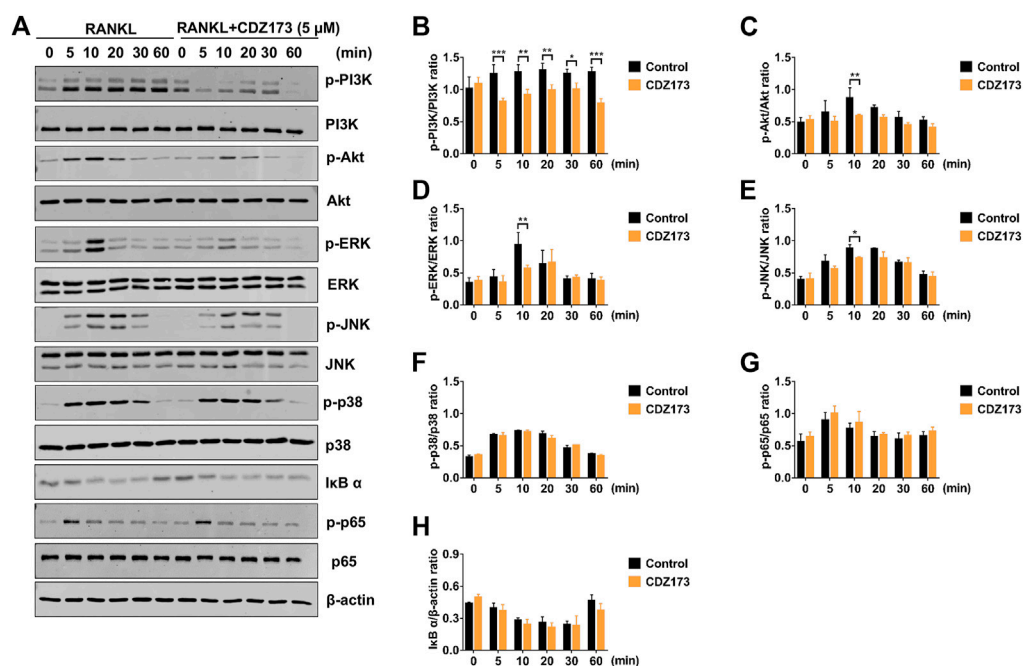 A
RANKL RANKL+CDZ173 (5 μM)
0 5 10 20 30 60 0 5 10 20 30 60 (min)
p-PI3K
PI3K
p-Akt
Akt
p-ERK
ERK
p-JNK
JNK
p-p38
p38
IκB α
p-p65
p65
β-actin
B
p-PI3K/PI3K ratio
1.5
1.0
0.5
0.0
*** ** ** * ***
0 5 10 20 30 60 (min)
Control
CDZ173
C
p-Akt/Akt ratio
1.5
1.0
0.5
0.0
**
0 5 10 20 30 60 (min)
Control
CDZ173
D
p-ERK/ERK ratio
1.5
1.0
0.5
0.0
**
0 5 10 20 30 60 (min)
Control
CDZ173
E
p-JNK/JNK ratio
1.5
1.0
0.5
0.0
*
0 5 10 20 30 60 (min)
Control
CDZ173
F
p-p38/p38 ratio
1.5
1.0
0.5
0.0
0 5 10 20 30 60 (min)
Control
CDZ173
G
p-p65/p65 ratio
1.5
1.0
0.5
0.0
0 5 10 20 30 60 (min)
Control
CDZ173
H
IκB α/β-actin ratio
0.9
0.6
0.3
0.0
0 5 10 20 30 60 (min)
Control
CDZ173